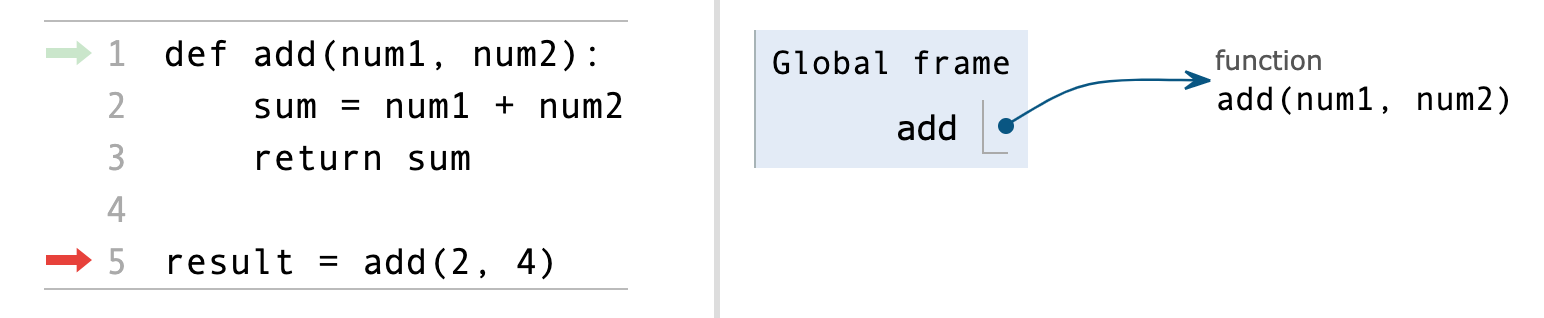 1 def add(num1, num2):
2     sum = num1 + num2
3     return sum
4
5 result = add(2, 4)
Global frame
add
function
add(num1, num2)